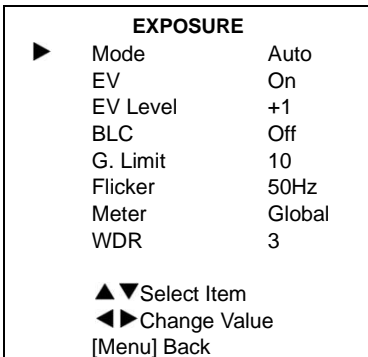 EXPOSURE
▶ Mode Auto
EV On
EV Level +1
BLC Off
G. Limit 10
Flicker 50Hz
Meter Global
WDR 3
▲▼Select Item
◀▶Change Value
[Menu] Back